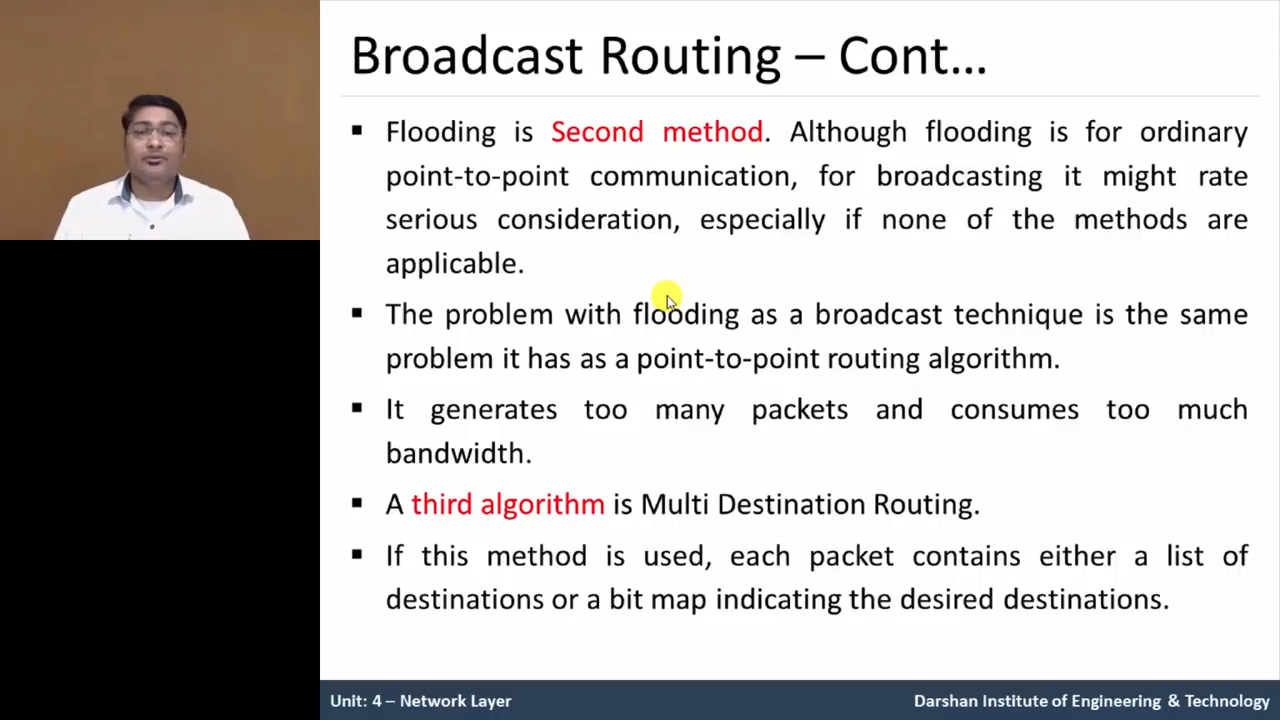 Broadcast Routing – Cont…
▪ Flooding is Second method. Although flooding is for ordinary
point-to-point communication, for broadcasting it might rate
serious consideration, especially if none of the methods are
applicable.
▪ The problem with flooding as a broadcast technique is the same
problem it has as a point-to-point routing algorithm.
▪ It generates too many packets and consumes too much
bandwidth.
▪ A third algorithm is Multi Destination Routing.
▪ If this method is used, each packet contains either a list of
destinations or a bit map indicating the desired destinations.
Unit: 4 – Network Layer
Darshan Institute of Engineering & Technology